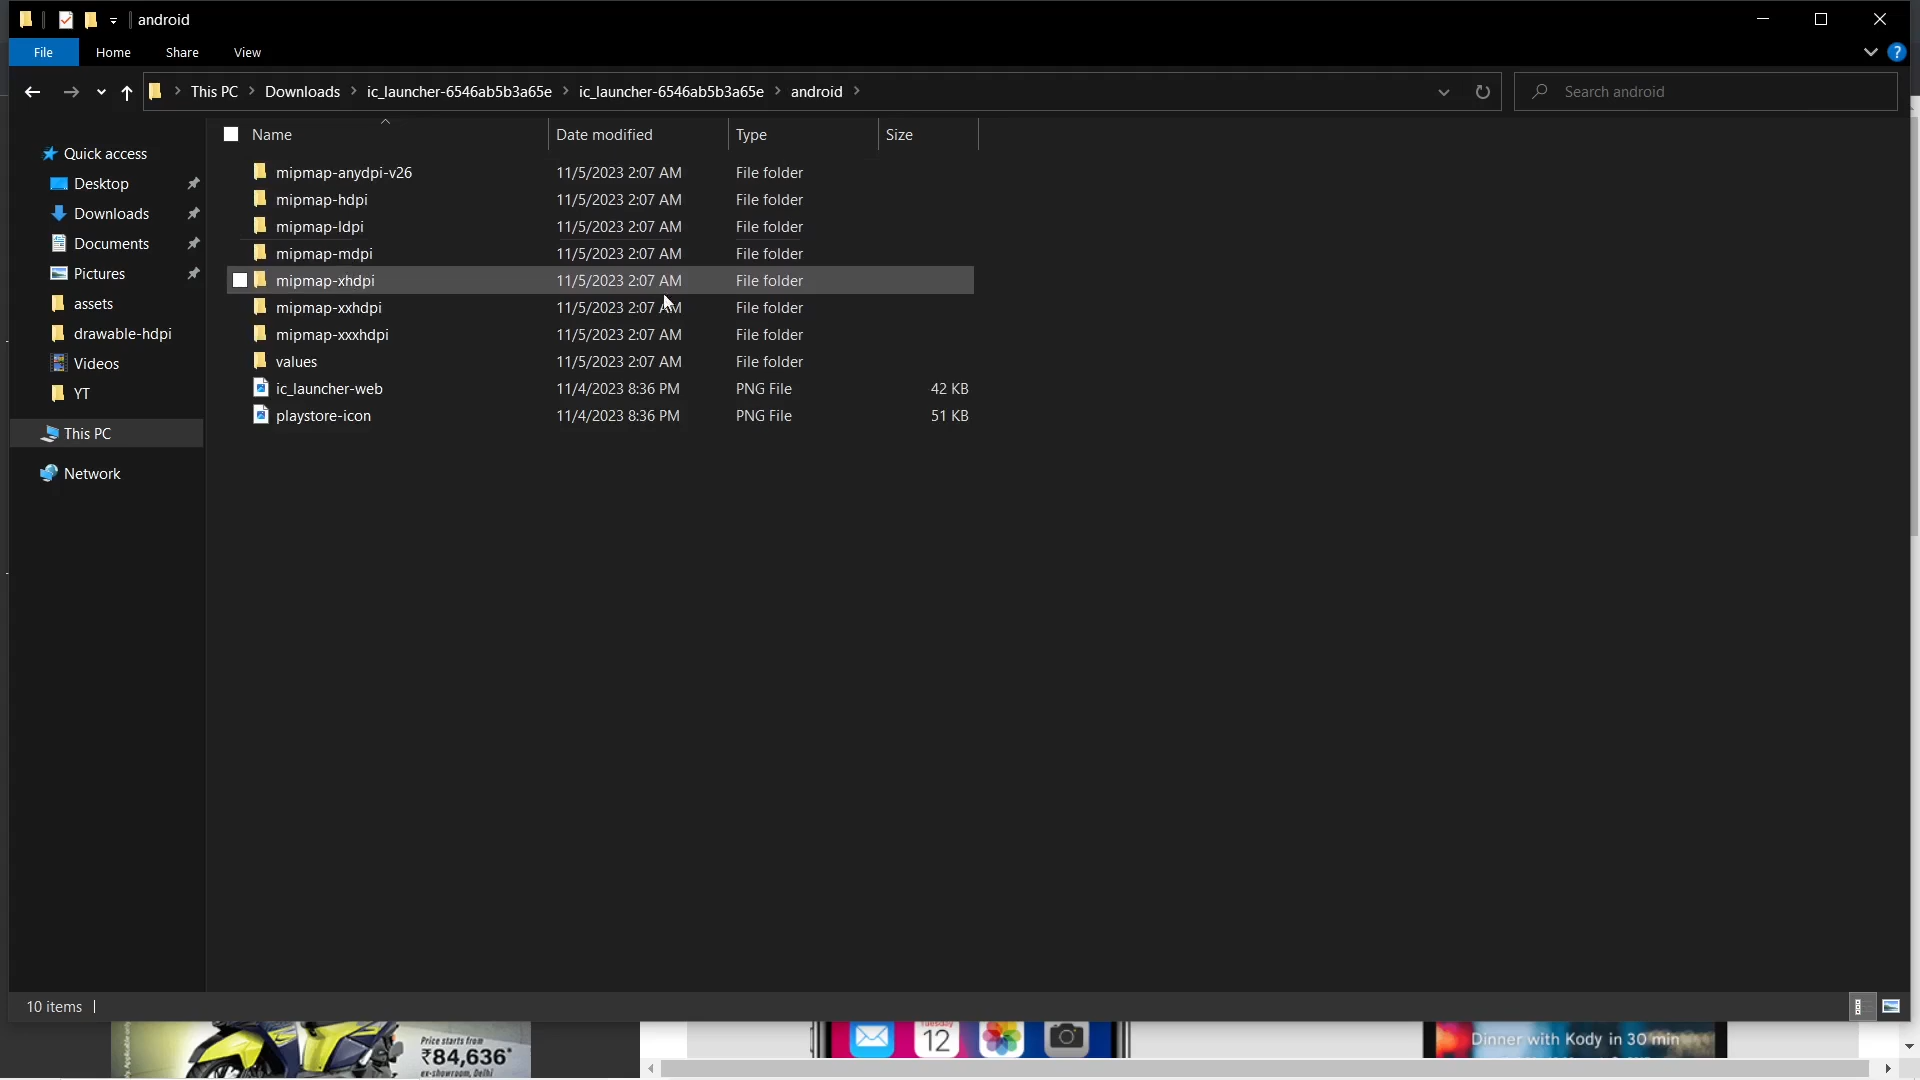 android
File Home Share View
This PC Downloads ic_launcher-6546ab5b3a65e ic_launcher-6546ab5b3a65e android
Search android
Name Date modified Type Size
Quick access
Desktop
Downloads
Documents
Pictures
assets
drawable-hdpi
Videos
YT
This PC
Network
mipmap-anydpi-v26 11/5/2023 2:07 AM File folder
mipmap-hdpi 11/5/2023 2:07 AM File folder
mipmap-ldpi 11/5/2023 2:07 AM File folder
mipmap-mdpi 11/5/2023 2:07 AM File folder
mipmap-xhdpi 11/5/2023 2:07 AM File folder
mipmap-xxhdpi 11/5/2023 2:07 AM File folder
mipmap-xxxhdpi 11/5/2023 2:07 AM File folder
values 11/5/2023 2:07 AM File folder
ic_launcher-web 11/4/2023 8:36 PM PNG File 42 KB
playstore-icon 11/4/2023 8:36 PM PNG File 51 KB
10 items
Price starts from
₹84,636*
ex-showroom, Delhi
Tuesday
12
Dinner with Kody in 30 min